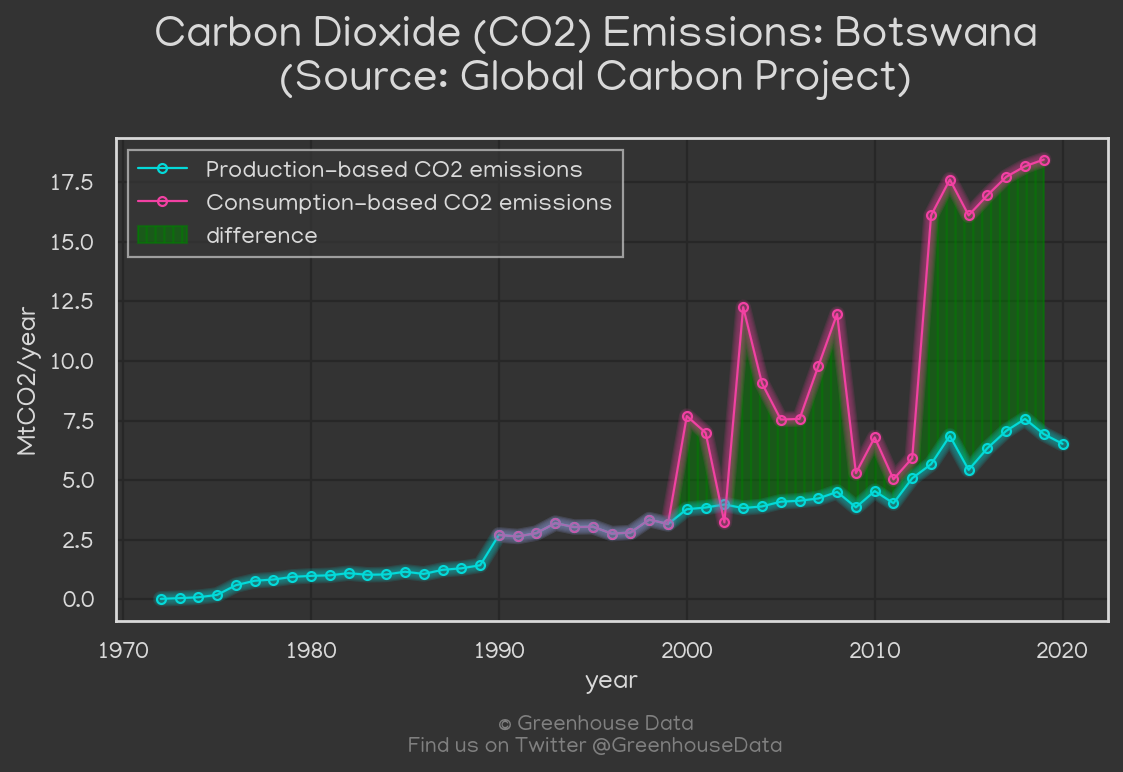 Carbon Dioxide (CO2) Emissions: Botswana
(Source: Global Carbon Project)
Production-based CO2 emissions
Consumption-based CO2 emissions
difference
MtCO2/year
17.5
15.0
12.5
10.0
7.5
5.0
2.5
0.0
1970 1980 1990 2000 2010 2020
year
© Greenhouse Data
Find us on Twitter @GreenhouseData